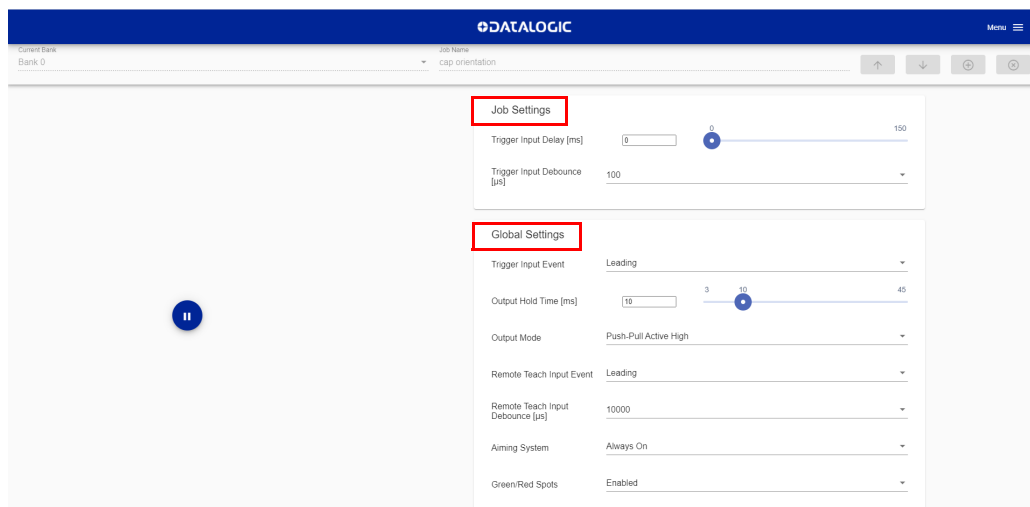 DATALOGIC
Menu
Current Bank
Bank 0
Job Name
cap orientation
Job Settings
Trigger Input Delay [ms]
0
0
150
Trigger Input Debounce
[µs]
100
Global Settings
Trigger Input Event
Leading
Output Hold Time [ms]
10
3
10
45
Output Mode
Push-Pull Active High
Remote Teach Input Event
Leading
Remote Teach Input
Debounce [µs]
10000
Aiming System
Always On
Green/Red Spots
Enabled